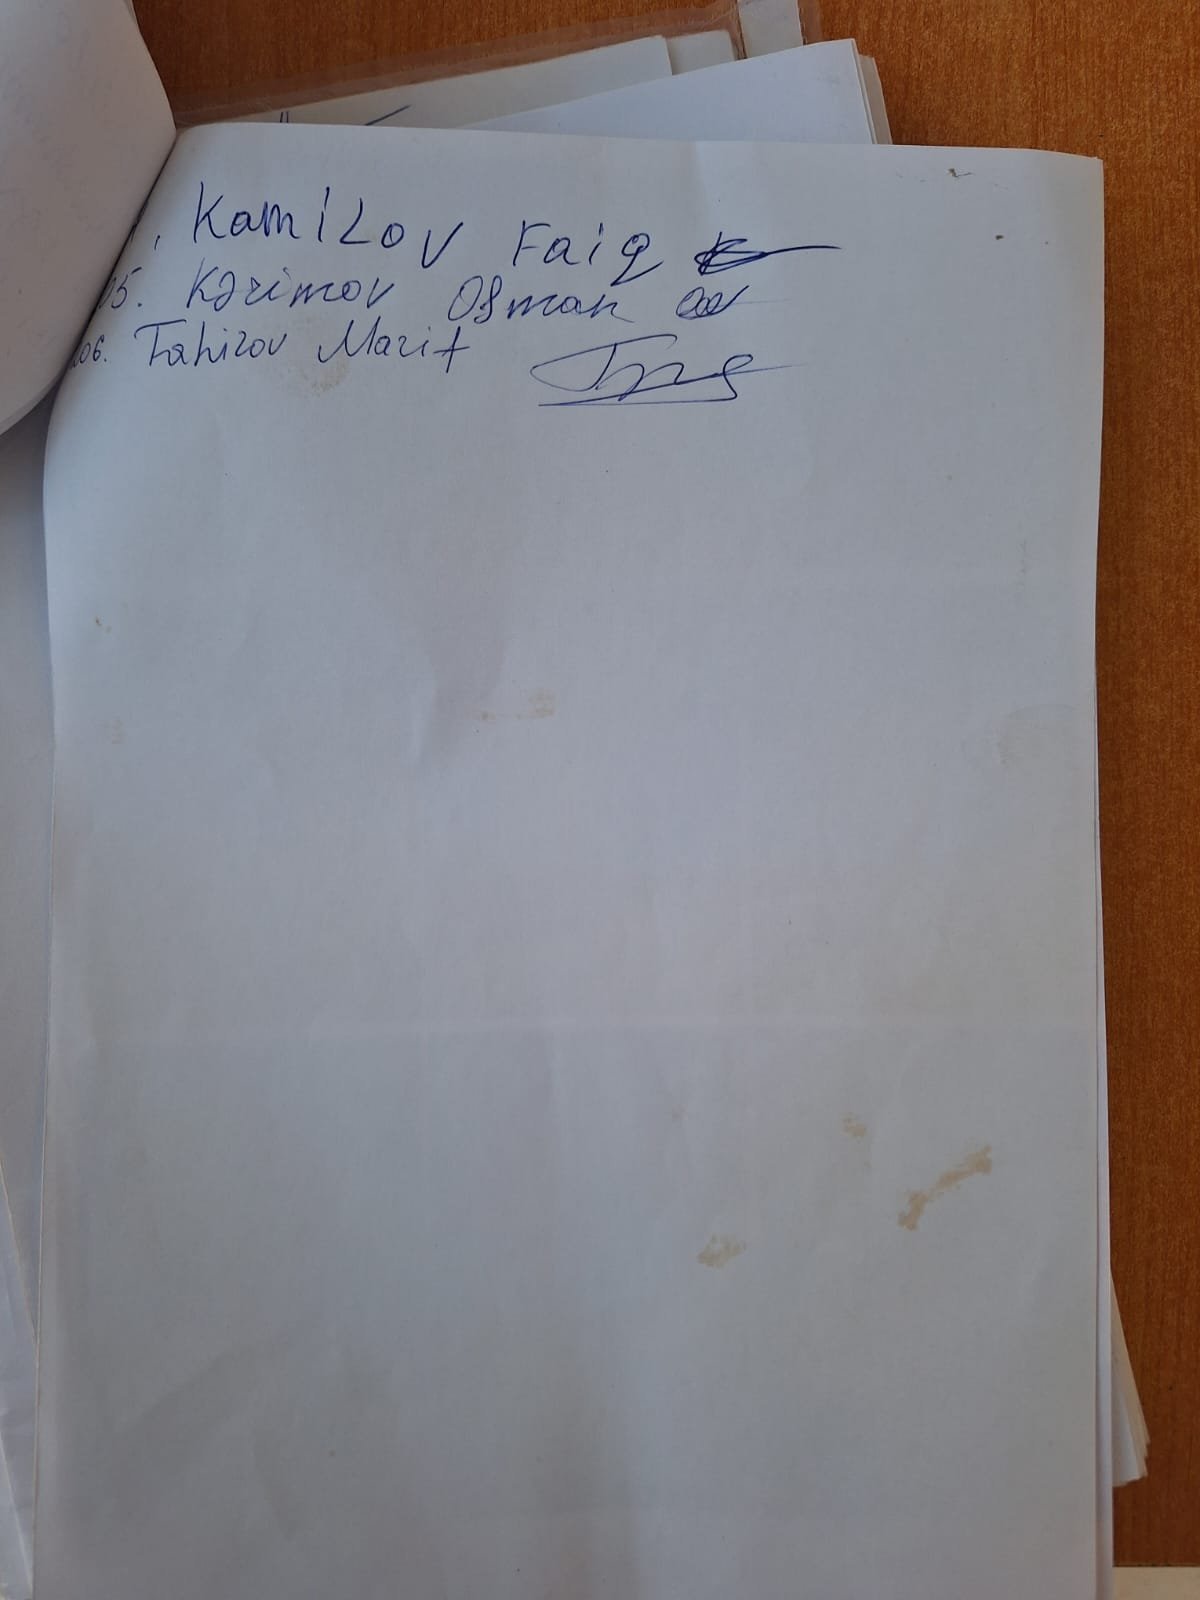 . Kamilov Faiq
05. Kərimov Osman
06. Tahirov Marif